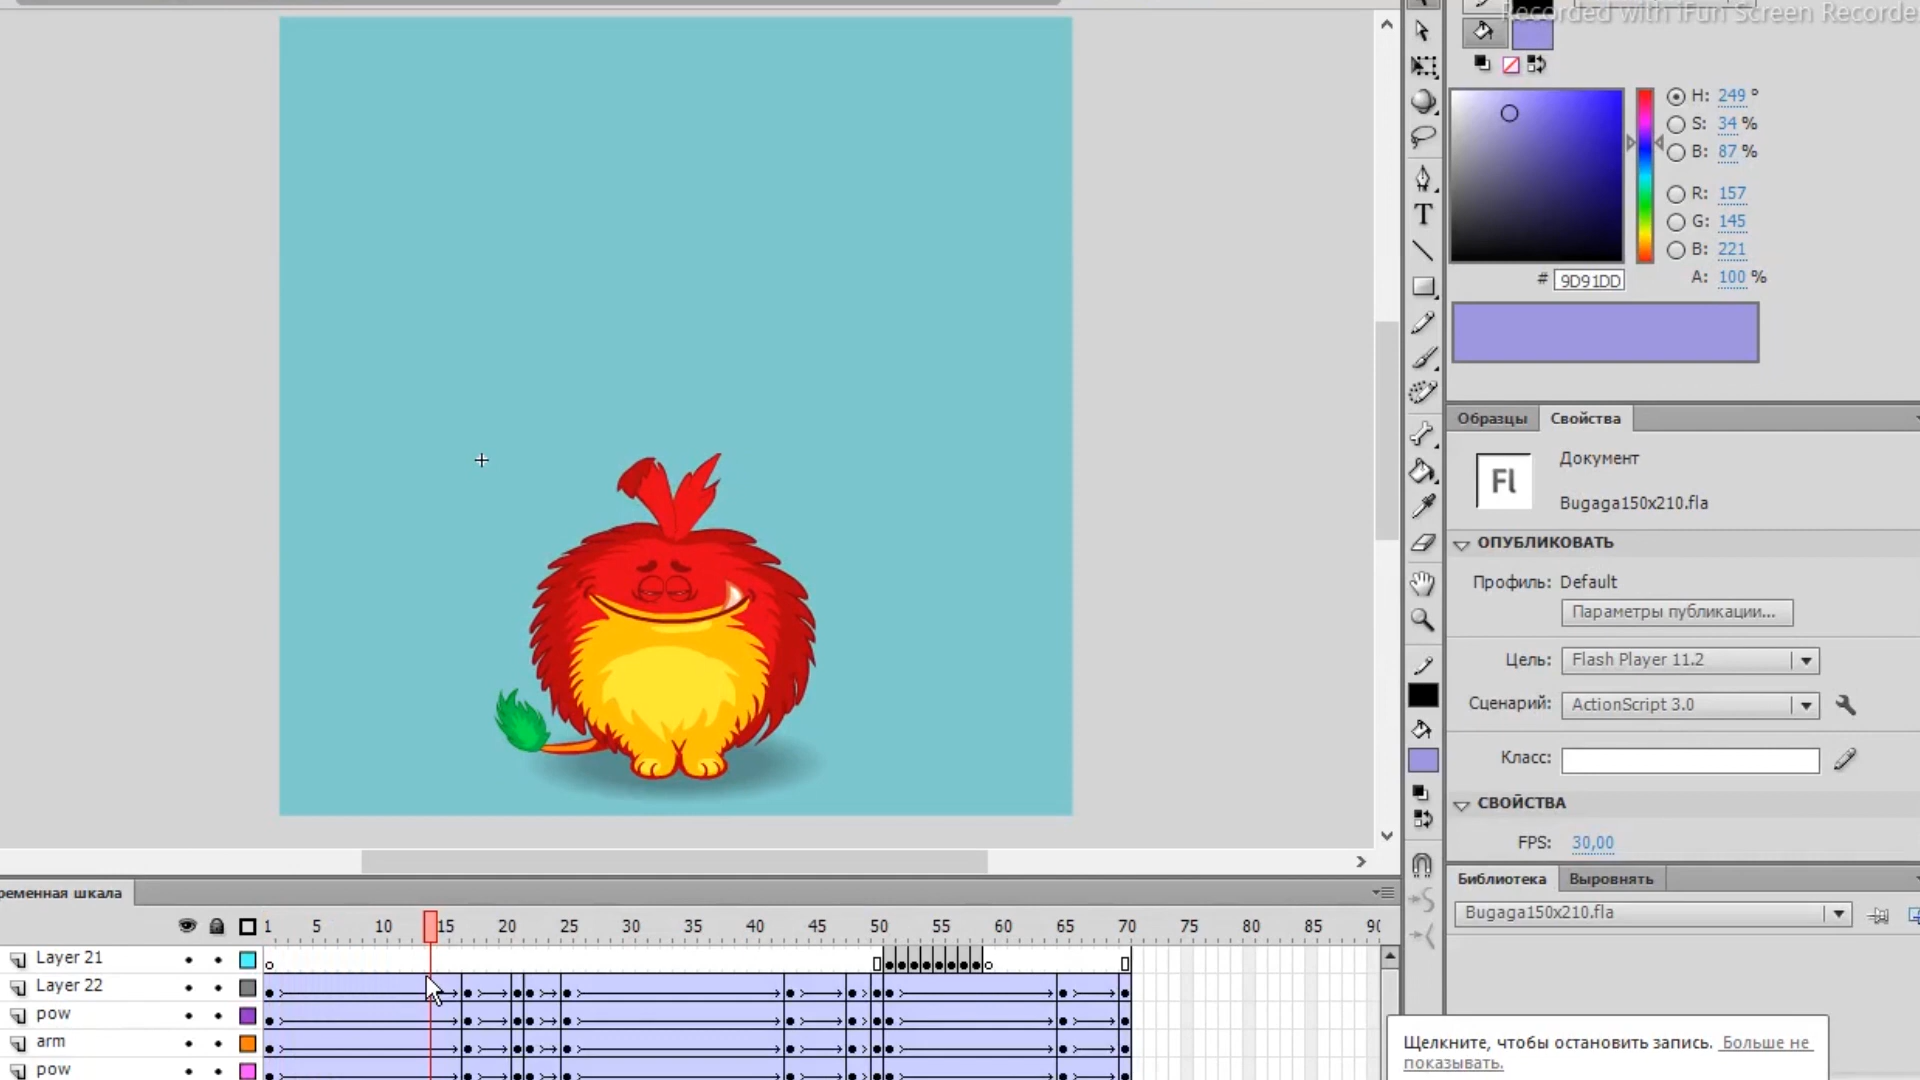 Recorded with iFun Screen Recorde
H: 249 °
S: 34 %
B: 87 %
R: 157
G: 145
B: 221
# 9D91DD A: 100 %
Образцы Свойства
Fl Документ
Bugaga150x210.fla
ОПУБЛИКОВАТЬ
Профиль: Default
Параметры публикации...
Цель: Flash Player 11.2
Сценарий: ActionScript 3.0
Класс:
СВОЙСТВА
FPS: 30,00
Библиотека Выровнять
Bugaga150x210.fla
ременная шкала
1 5 10 15 20 25 30 35 40 45 50 55 60 65 70 75 80 85 90
Layer 21
Layer 22
pow
arm
pow
T
Щелкните, чтобы остановить запись. Больше не
показывать.